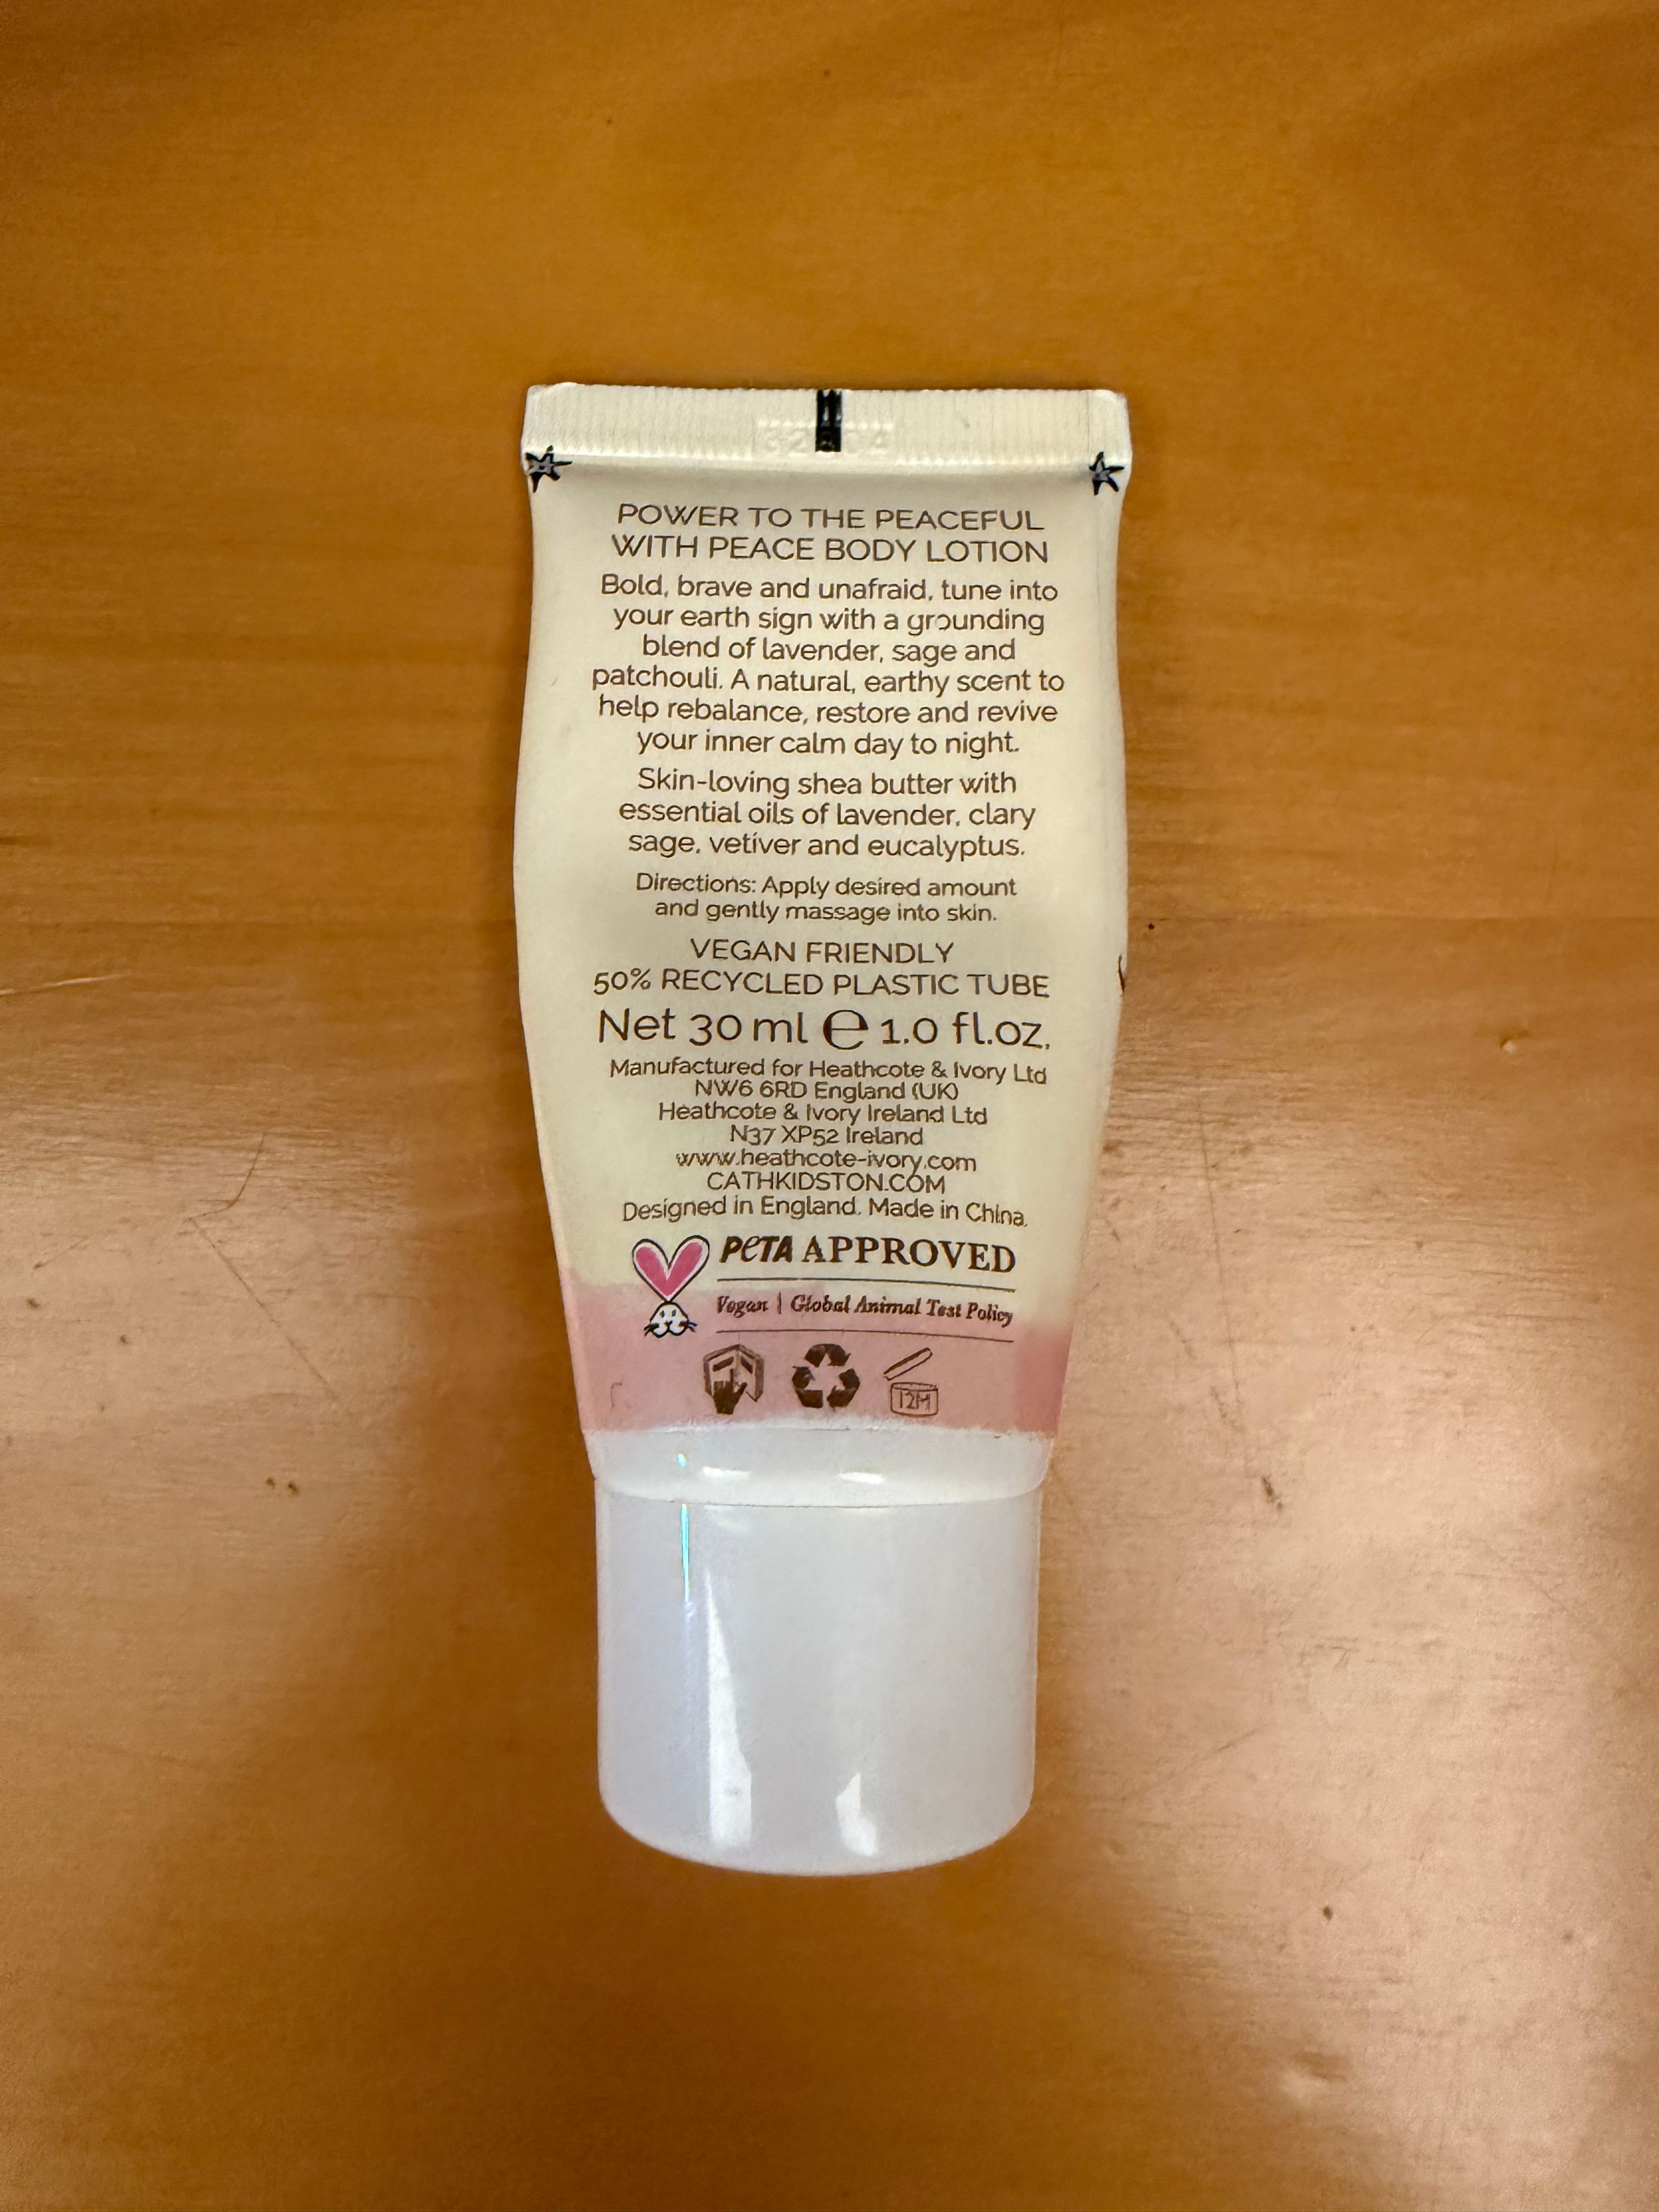 POWER TO THE PEACEFUL
WITH PEACE BODY LOTION
Bold, brave and unafraid, tune into
your earth sign with a grounding
blend of lavender, sage and
patchouli. A natural, earthy scent to
help rebalance, restore and revive
your inner calm day to night.
Skin-loving shea butter with
essential oils of lavender, clary
sage, vetiver and eucalyptus.
Directions: Apply desired amount
and gently massage into skin.
VEGAN FRIENDLY
50% RECYCLED PLASTIC TUBE
Net 30 ml ℮ 1.0 fl.oz.
Manufactured for Heathcote & Ivory Ltd
NW6 6RD England (UK)
Heathcote & Ivory Ireland Ltd
N37 XP52 Ireland
www.heathcote-ivory.com
CATHKIDSTON.COM
Designed in England. Made in China.
PeTA APPROVED
Vegan | Global Animal Test Policy
12M